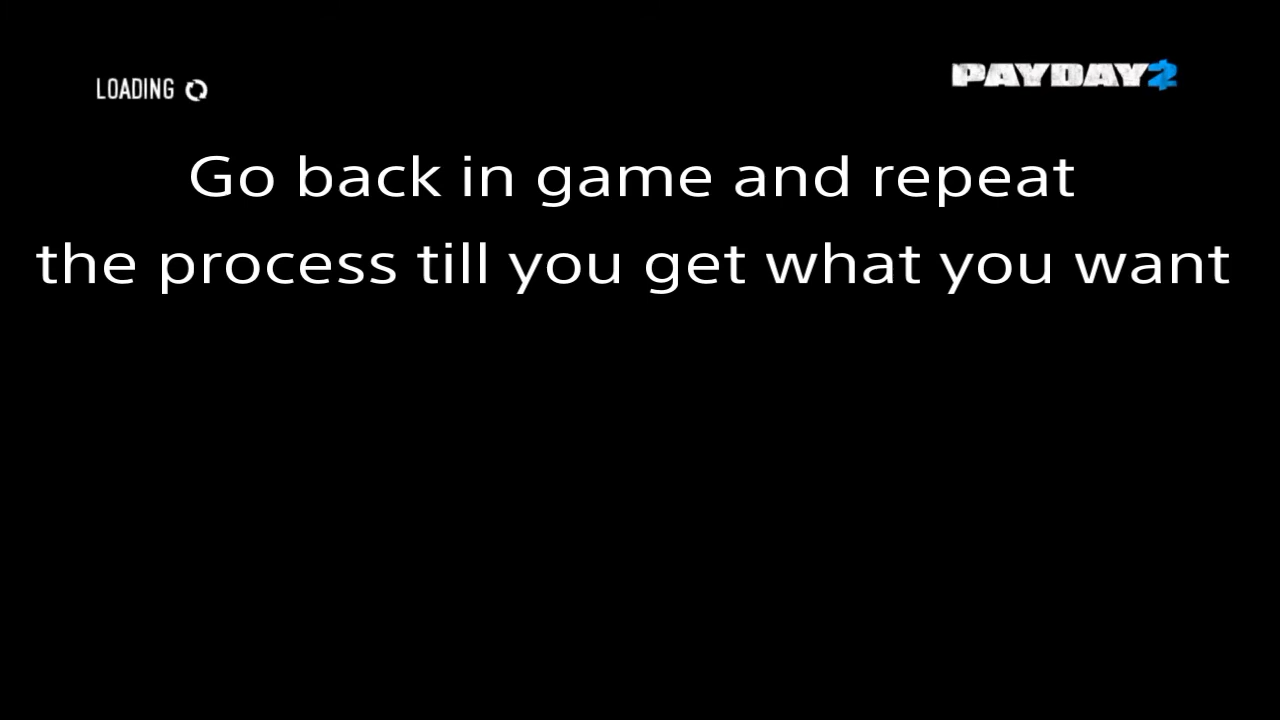 LOADING
PAYDAY2
Go back in game and repeat
the process till you get what you want